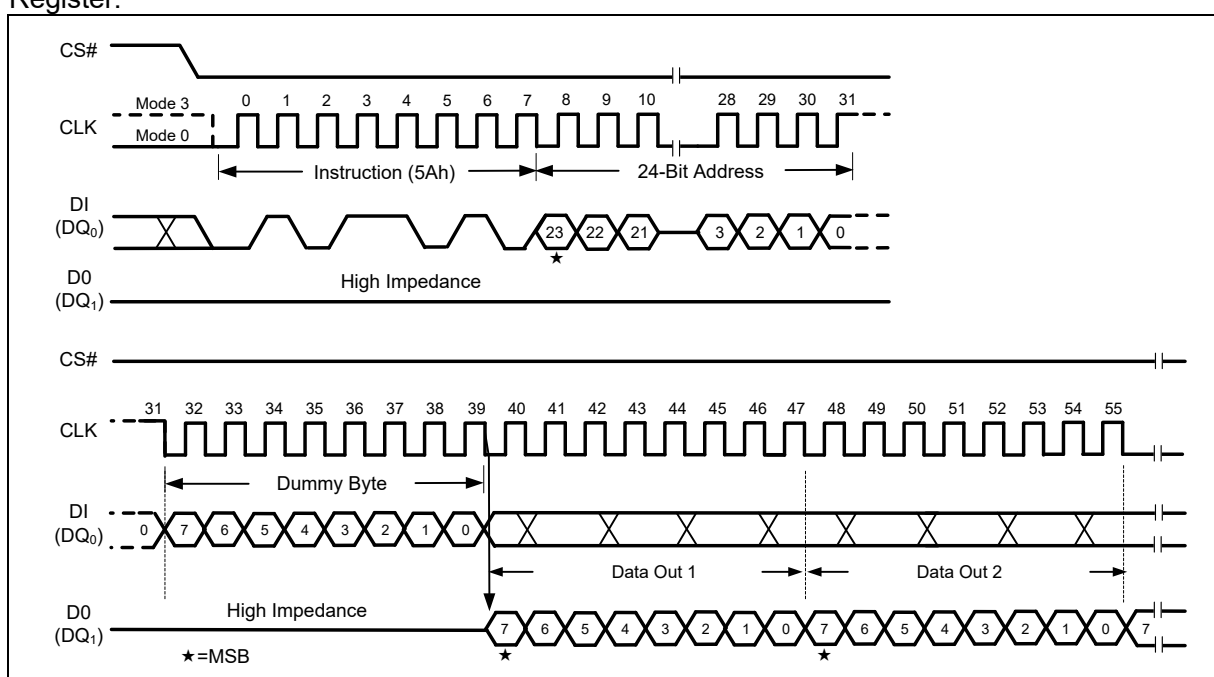 Register.
CS#
Mode 3 0 1 2 3 4 5 6 7 8 9 10 28 29 30 31
CLK
Mode 0
Instruction (5Ah) 24-Bit Address
DI
(DQ0) 23 22 21 3 2 1 0
★
D0
(DQ1) High Impedance
CS#
31 32 33 34 35 36 37 38 39 40 41 42 43 44 45 46 47 48 49 50 51 52 53 54 55
CLK
Dummy Byte
DI
(DQ0) 0 7 6 5 4 3 2 1 0
Data Out 1 Data Out 2
D0
(DQ1) High Impedance 7 6 5 4 3 2 1 0 7 6 5 4 3 2 1 0 7
★=MSB ★ ★